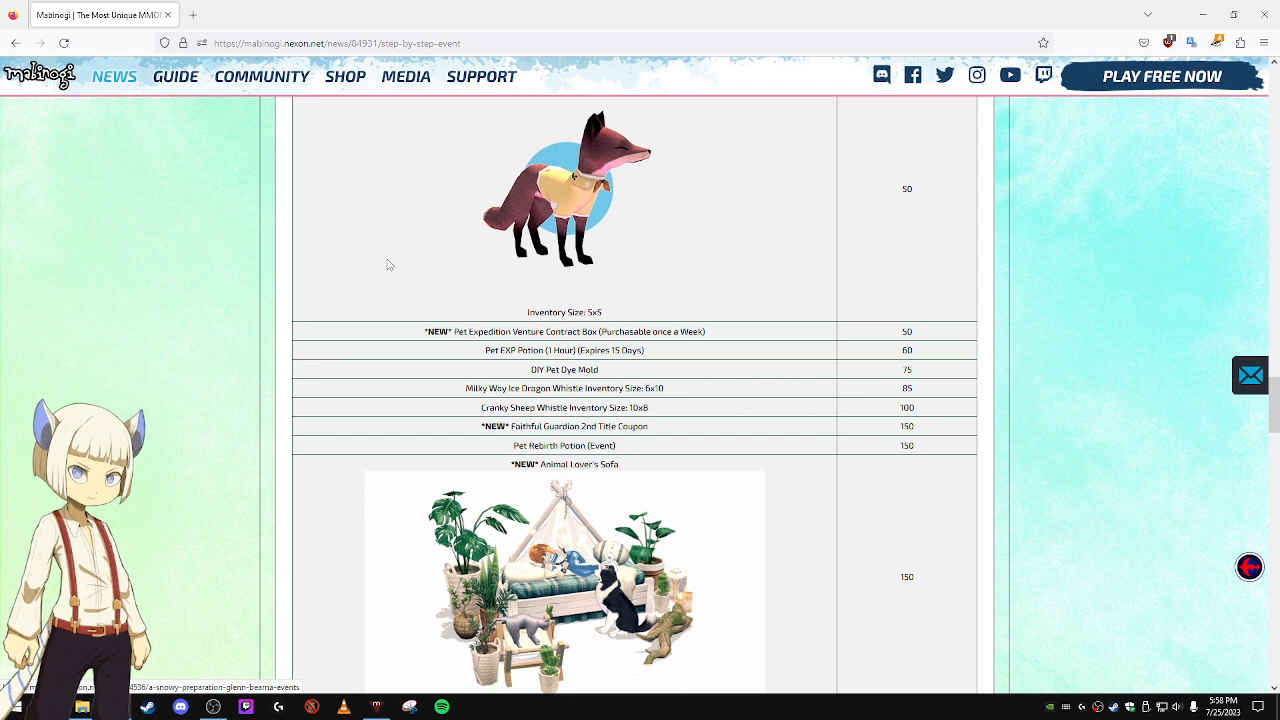 Mabinogi | The Most Unique MMOR
https://mabinogi.nexon.net/news/84931/step-by-step-event
mabinogi NEWS GUIDE COMMUNITY SHOP MEDIA SUPPORT PLAY FREE NOW
50
Inventory Size: 5x5
*NEW* Pet Expedition Venture Contract Box (Purchasable once a Week) 50
Pet EXP Potion (1 Hour) (Expires 15 Days) 60
DIY Pet Dye Mold 75
Milky Way Ice Dragon Whistle Inventory Size: 6x10 85
Cranky Sheep Whistle Inventory Size: 10x8 100
*NEW* Faithful Guardian 2nd Title Coupon 150
Pet Rebirth Potion (Event) 150
*NEW* Animal Lover's Sofa
150
on.net 4536/a-snowy-preparation-glenn-bearna-events
5:58 PM
7/25/2023